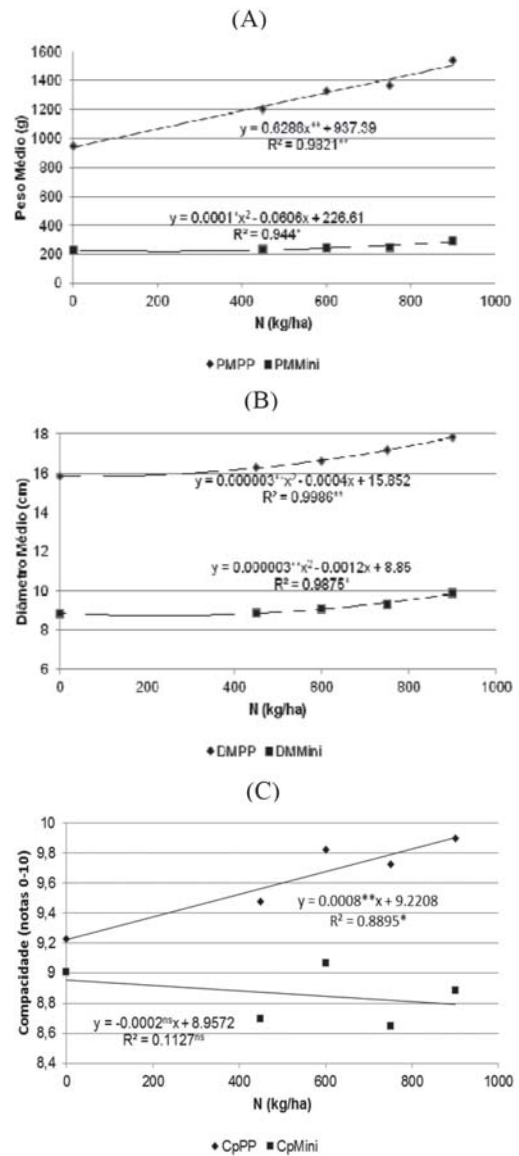 (A)
Peso Médio (g)
1600
1400
1200
1000
800
600
400
200
0
y = 0.6288x** + 937.39
R² = 0.9821**
y = 0.0001*x² - 0.0606x + 226.61
R² = 0.944*
0 200 400 600 800 1000
N (kg/ha)
◆PMPP ■PMMini
(B)
Diâmetro Médio (cm)
18
16
14
12
10
8
6
y = 0.000003**x² - 0.0004x + 15.852
R² = 0.9986**
y = 0.000003**x² - 0.0012x + 8.85
R² = 0.9875*
0 200 400 600 800 1000
N (kg/ha)
◆DMPP ■DMMini
(C)
Compacidade (notas 0-10)
10
9,8
9,6
9,4
9,2
9
8,8
8,6
8,4
y = 0.0008**x + 9.2208
R² = 0.8895*
y = -0.0002ⁿˢx + 8.9572
R² = 0.1127ⁿˢ
0 200 400 600 800 1000
N (kg/ha)
◆CpPP ■CpMini